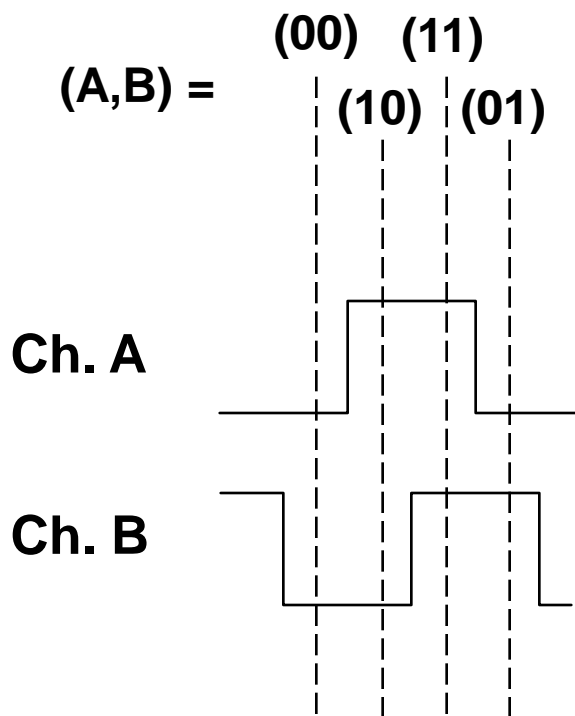 (00) (11)
(A,B) =
(10) (01)
Ch. A
Ch. B